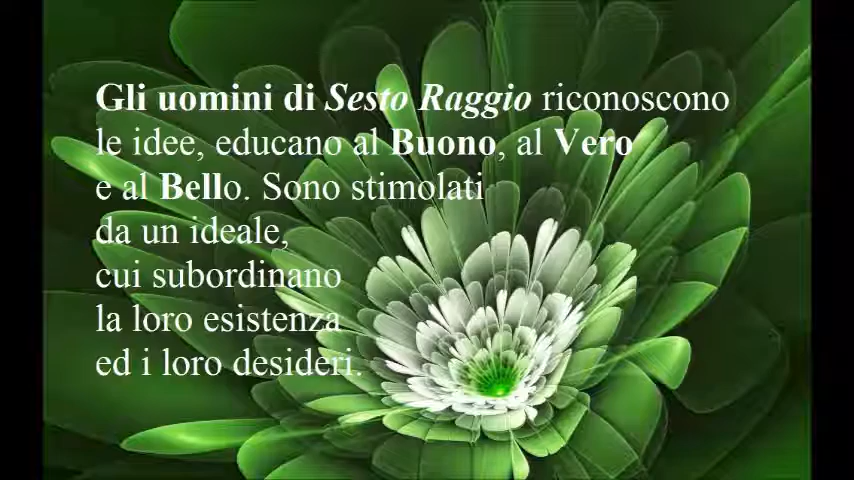 Gli uomini di Sesto Raggio riconoscono
le idee, educano al Buono, al Vero
e al Bello. Sono stimolati
da un ideale,
cui subordinano
la loro esistenza
ed i loro desideri.